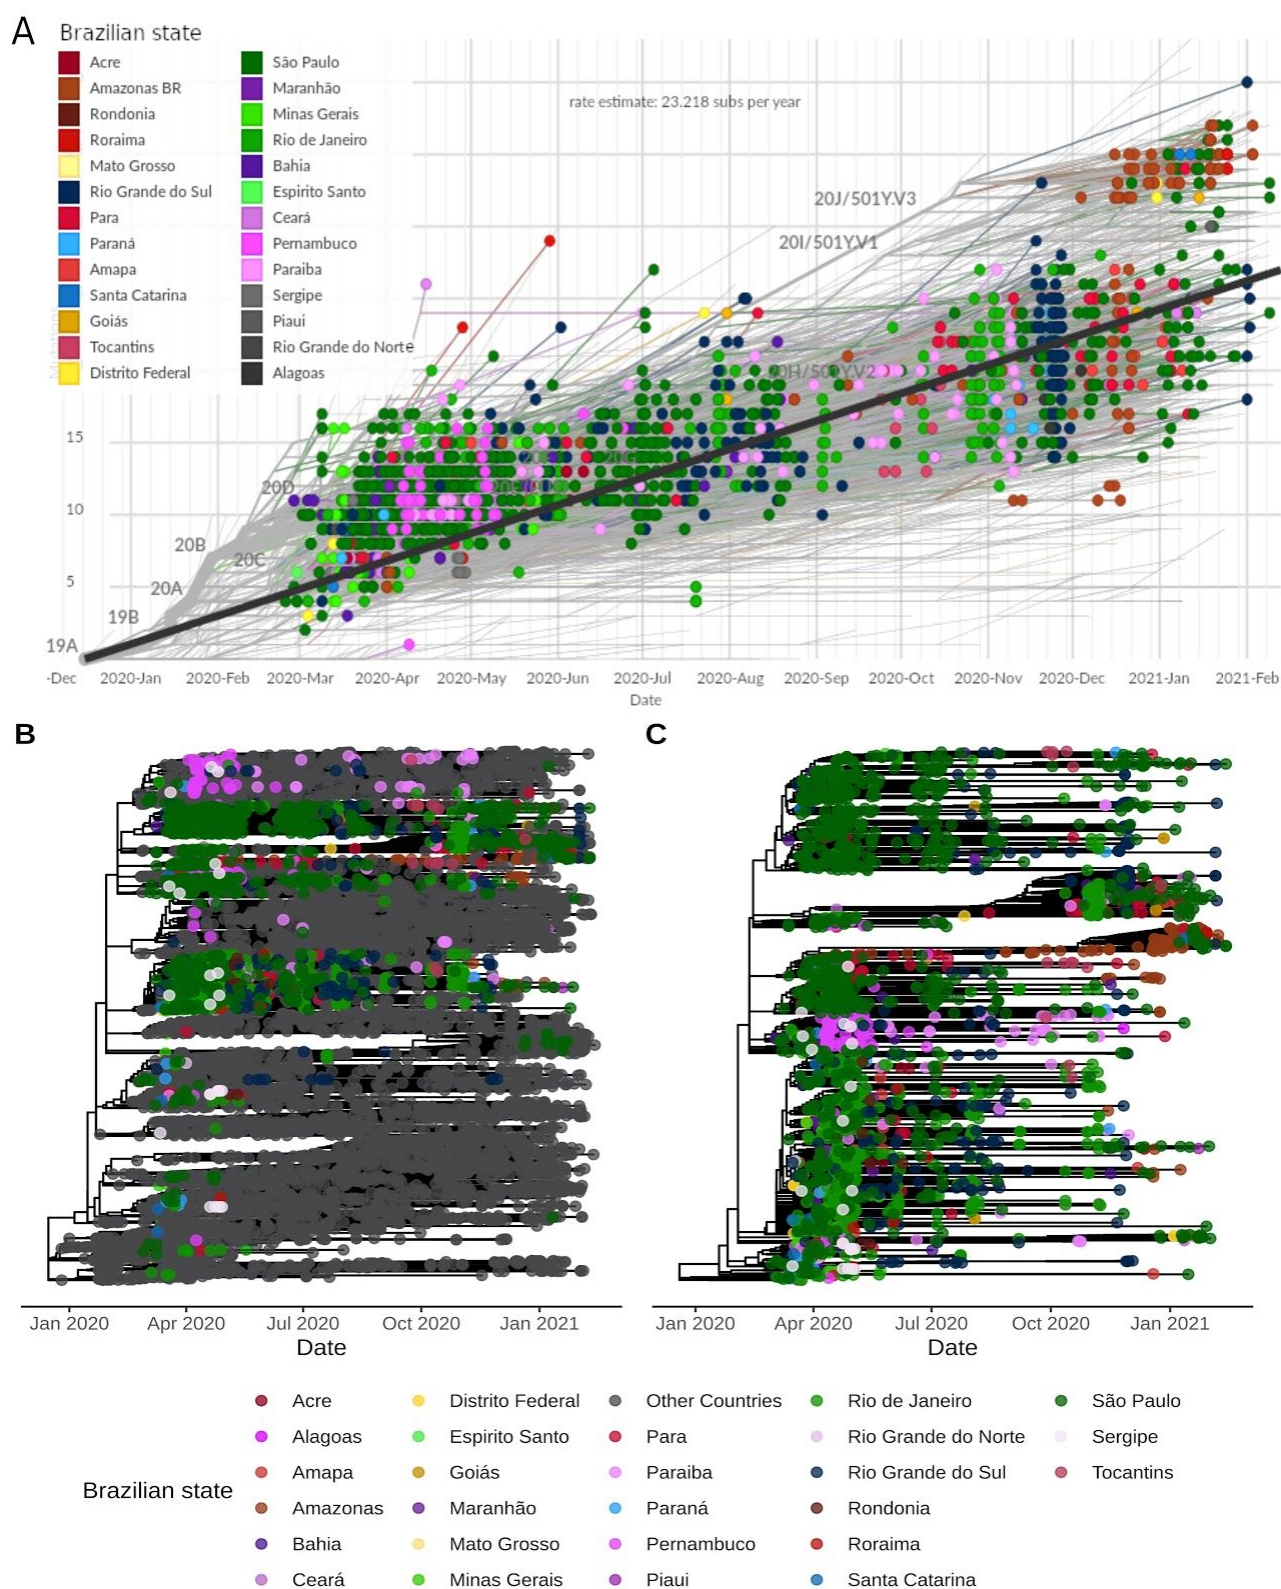 A
Brazilian state
Acre
Amazonas BR
Rondonia
Roraima
Mato Grosso
Rio Grande do Sul
Para
Paraná
Amapa
Santa Catarina
Goiás
Tocantins
Distrito Federal
São Paulo
Maranhão
Minas Gerais
Rio de Janeiro
Bahia
Espirito Santo
Ceará
Pernambuco
Paraiba
Sergipe
Piaui
Rio Grande do Norte
Alagoas
rate estimate: 23.218 subs per year
20J/501Y.V3
20I/501Y.V1
20H/501Y.V2
20G
20D
20B
20C
20A
19B
19A
15
10
5
-Dec 2020-Jan 2020-Feb 2020-Mar 2020-Apr 2020-May 2020-Jun 2020-Jul 2020-Aug 2020-Sep 2020-Oct 2020-Nov 2020-Dec 2021-Jan 2021-Feb
Date
B
Jan 2020 Apr 2020 Jul 2020 Oct 2020 Jan 2021
Date
C
Jan 2020 Apr 2020 Jul 2020 Oct 2020 Jan 2021
Date
Brazilian state
Acre
Alagoas
Amapa
Amazonas
Bahia
Ceará
Distrito Federal
Espirito Santo
Goiás
Maranhão
Mato Grosso
Minas Gerais
Other Countries
Para
Paraiba
Paraná
Pernambuco
Piaui
Rio de Janeiro
Rio Grande do Norte
Rio Grande do Sul
Rondonia
Roraima
Santa Catarina
São Paulo
Sergipe
Tocantins